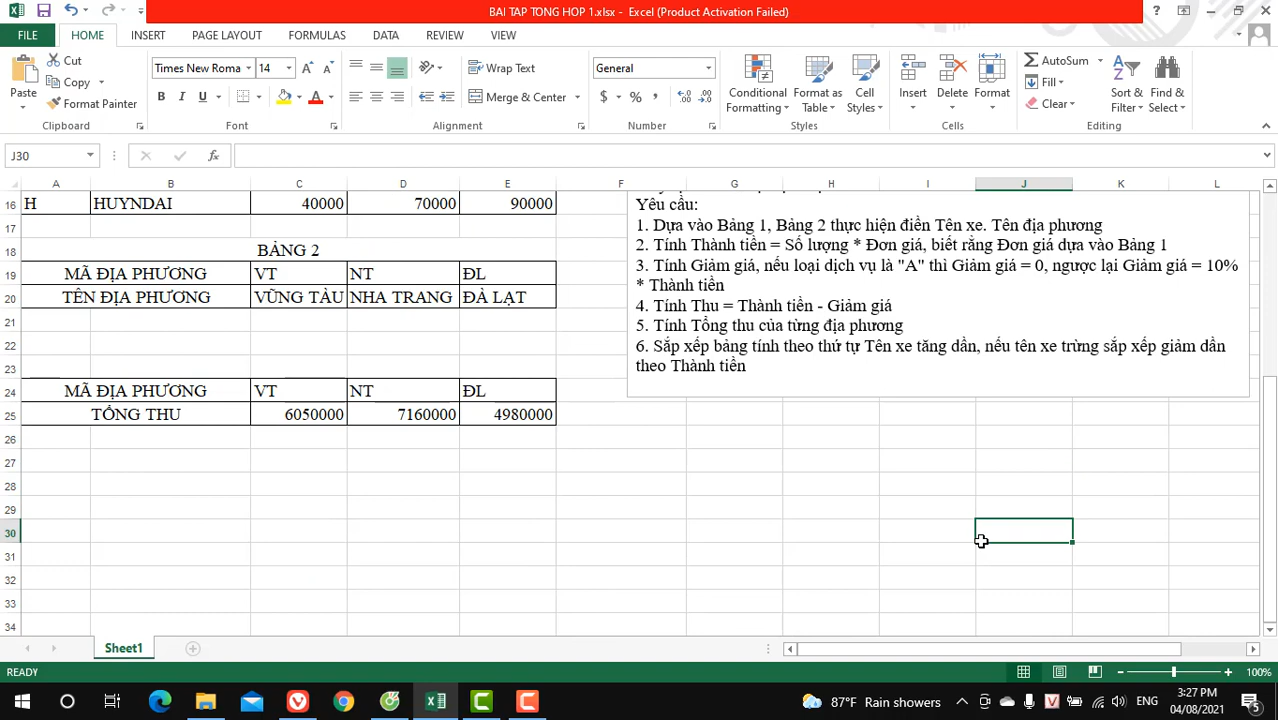 BAI TAP TONG HOP 1.xlsx - Excel (Product Activation Failed)
FILE HOME INSERT PAGE LAYOUT FORMULAS DATA REVIEW VIEW
Paste Cut Copy Format Painter
Times New Roma 14
B I U A
Wrap Text
Merge & Center
General
$ % ,
Conditional Formatting
Format as Table
Cell Styles
Insert Delete Format
AutoSum Fill Clear
Sort & Filter
Find & Select
Clipboard Font Alignment Number Styles Cells Editing
J30 fx
A B C D E F G H I J K L
16 H HUYNDAI 40000 70000 90000
17
18 BẢNG 2
19 MÃ ĐỊA PHƯƠNG VT NT ĐL
20 TÊN ĐỊA PHƯƠNG VŨNG TÀU NHA TRANG ĐÀ LẠT
21
22
23
24 MÃ ĐỊA PHƯƠNG VT NT ĐL
25 TỔNG THU 6050000 7160000 4980000
26
27
28
29
30
31
32
33
34
Yêu cầu:
1. Dựa vào Bảng 1, Bảng 2 thực hiện điền Tên xe. Tên địa phương
2. Tính Thành tiền = Số lượng * Đơn giá, biết rằng Đơn giá dựa vào Bảng 1
3. Tính Giảm giá, nếu loại dịch vụ là "A" thì Giảm giá = 0, ngược lại Giảm giá = 10%
* Thành tiền
4. Tính Thu = Thành tiền - Giảm giá
5. Tính Tổng thu của từng địa phương
6. Sắp xếp bảng tính theo thứ tự Tên xe tăng dần, nếu tên xe trừng sắp xếp giảm dần
theo Thành tiền
Sheet1
READY 100%
87°F Rain showers ENG 3:27 PM
04/08/2021
5